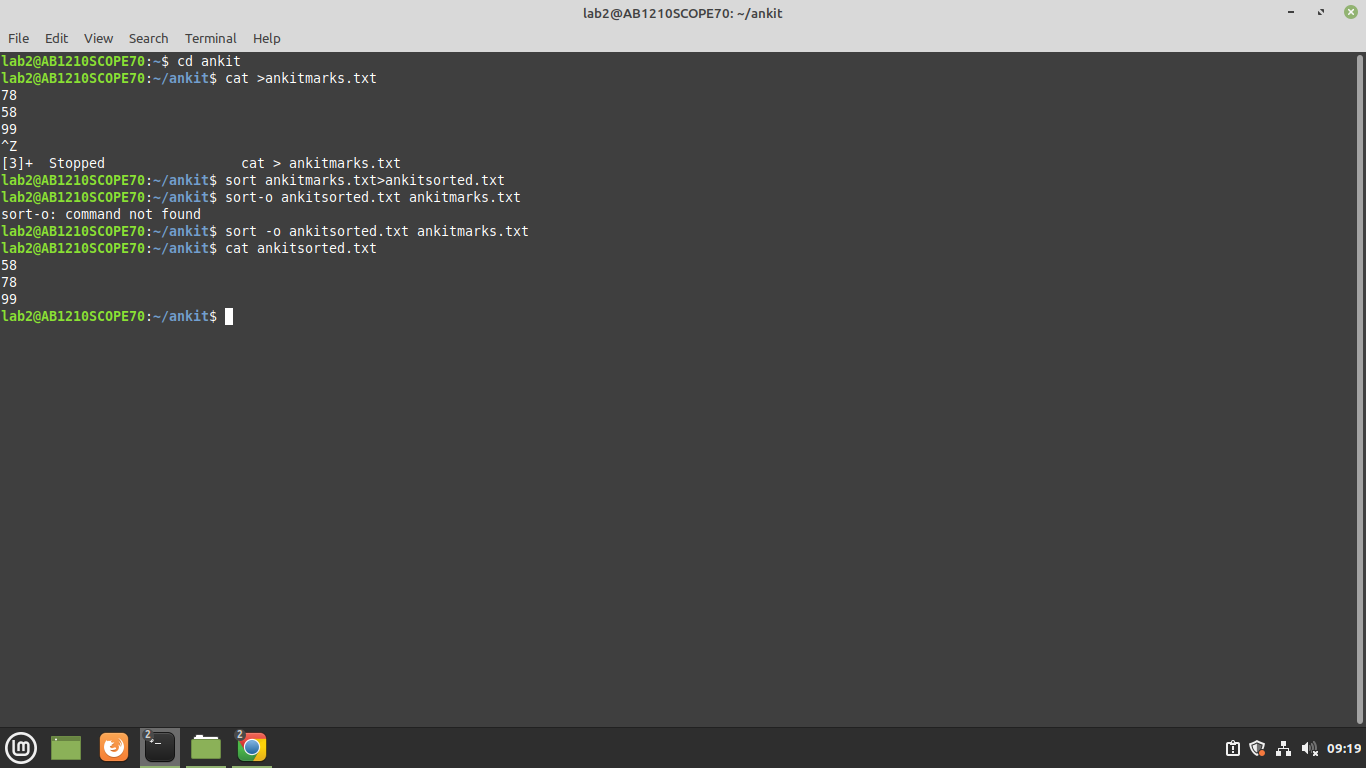 lab2@AB1210SCOPE70: ~/ankit
File Edit View Search Terminal Help
lab2@AB1210SCOPE70:~$ cd ankit
lab2@AB1210SCOPE70:~/ankit$ cat >ankitmarks.txt
78
58
99
^Z
[3]+  Stopped                 cat > ankitmarks.txt
lab2@AB1210SCOPE70:~/ankit$ sort ankitmarks.txt>ankitsorted.txt
lab2@AB1210SCOPE70:~/ankit$ sort-o ankitsorted.txt ankitmarks.txt
sort-o: command not found
lab2@AB1210SCOPE70:~/ankit$ sort -o ankitsorted.txt ankitmarks.txt
lab2@AB1210SCOPE70:~/ankit$ cat ankitsorted.txt
58
78
99
lab2@AB1210SCOPE70:~/ankit$
2 2 09:19